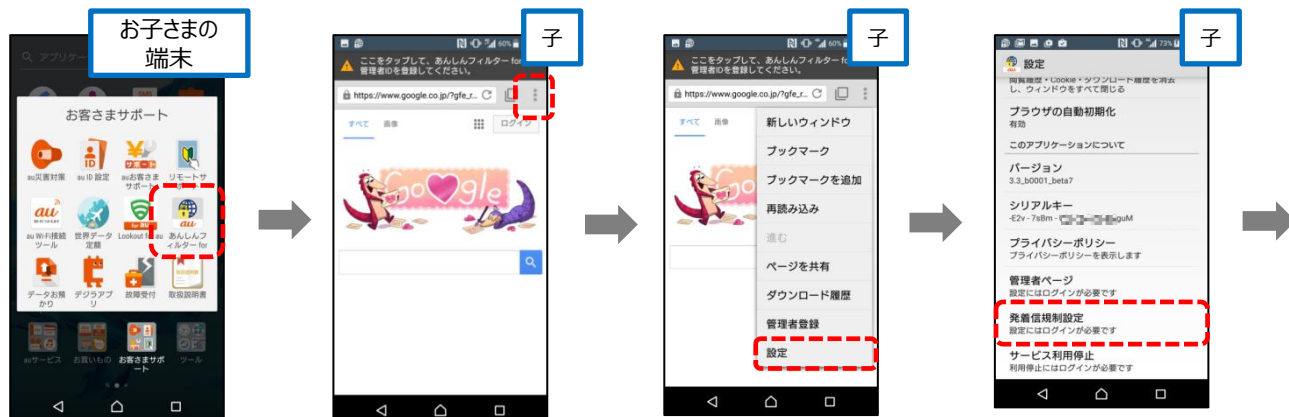 お子さまの
端末
アプリケ
お客さまサポート
au災害対策
au ID 設定
auお客さま
サポート
リモートサ
ポート
au Wi-Fi接続
ツール
世界データ
定額
Lookout for au
あんしんフ
ィルター for
データお預
かり
デジラアプ
リ
故障受付
取扱説明書
auサービス
お買いもの
お客さまサポ
ート
ツール
子
60%
ここをタップして、あんしんフィルター for
管理者IDを登録してください。
https://www.google.co.jp/?gfe_r...
すべて
画像
ログイン
Google
子
60%
ここをタップして、あんしんフィルター fo
管理者IDを登録してください。
https://www.google.co.jp/?gfe_r...
すべて
画像
新しいウィンドウ
ブックマーク
ブックマークを追加
再読み込み
進む
ページを共有
ダウンロード履歴
管理者登録
設定
子
73%
設定
閲覧履歴・Cookie・ダウンロード履歴を消去
し、ウィンドウをすべて閉じる
ブラウザの自動初期化
有効
このアプリケーションについて
バージョン
3.3_b0001_beta7
シリアルキー
-E2v - 7sBm -
guM
プライバシーポリシー
プライバシーポリシーを表示します
管理者ページ
設定にはログインが必要です
発着信規制設定
設定にはログインが必要です
サービス利用停止
利用停止にはログインが必要です